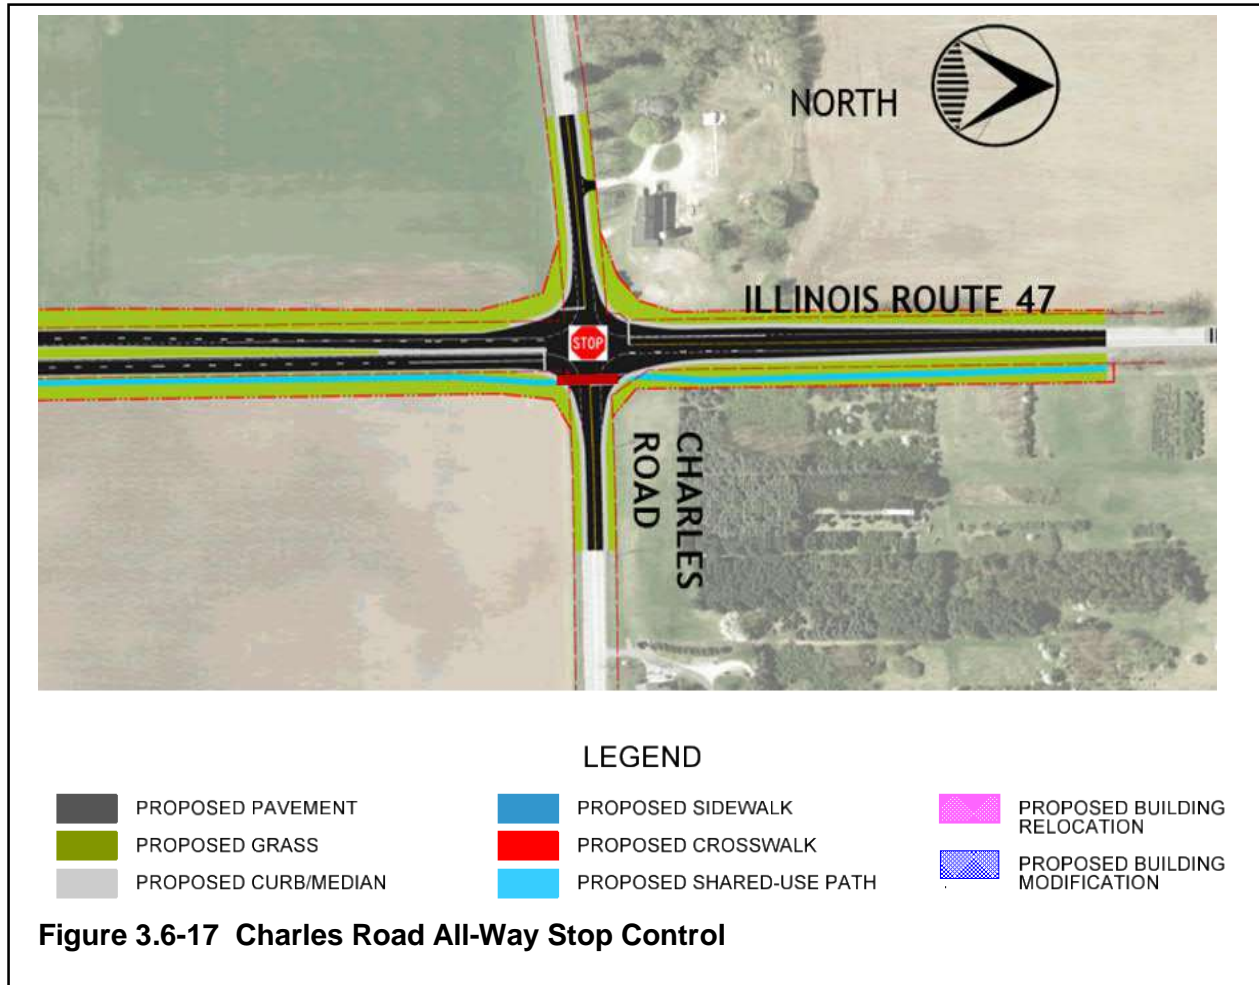 NORTH
ILLINOIS ROUTE 47
STOP
CHARLES
ROAD
LEGEND
PROPOSED PAVEMENT
PROPOSED GRASS
PROPOSED CURB/MEDIAN
PROPOSED SIDEWALK
PROPOSED CROSSWALK
PROPOSED SHARED-USE PATH
PROPOSED BUILDING
RELOCATION
PROPOSED BUILDING
MODIFICATION
Figure 3.6-17 Charles Road All-Way Stop Control